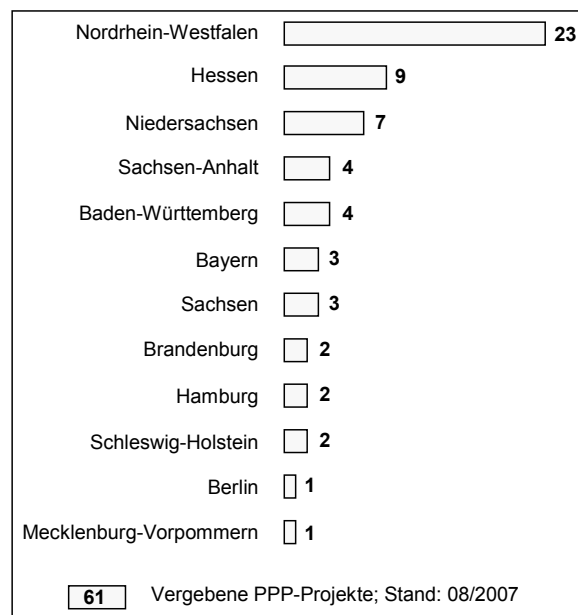 Nordrhein-Westfalen 23
Hessen 9
Niedersachsen 7
Sachsen-Anhalt 4
Baden-Württemberg 4
Bayern 3
Sachsen 3
Brandenburg 2
Hamburg 2
Schleswig-Holstein 2
Berlin 1
Mecklenburg-Vorpommern 1
61 Vergebene PPP-Projekte; Stand: 08/2007